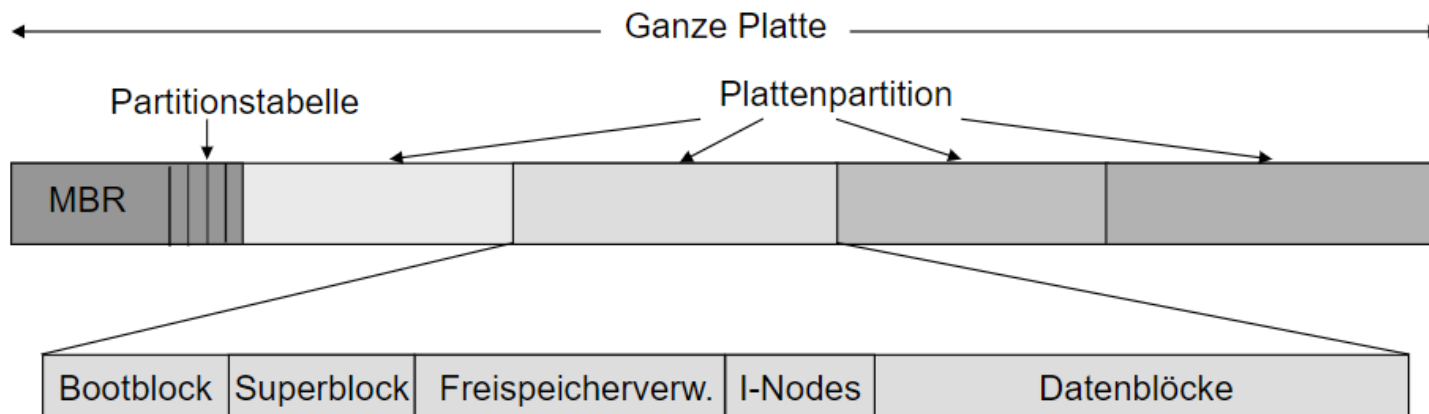 Ganze Platte
Partitionstabelle
Plattenpartition
MBR
Bootblock
Superblock
Freispeicherverw.
I-Nodes
Datenblöcke